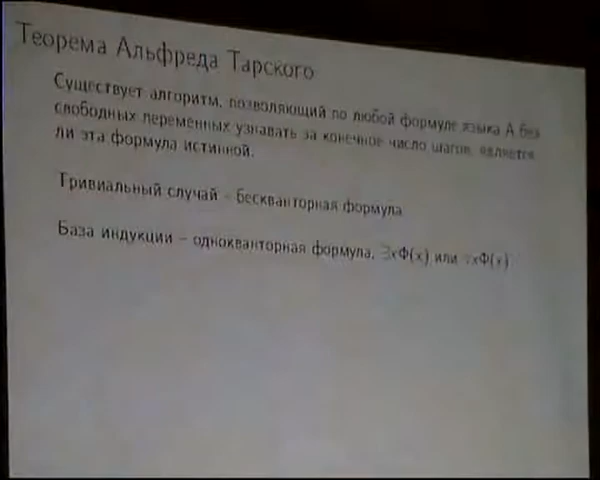 Теорема Альфреда Тарского
Существует алгоритм, позволяющий по любой формуле языка A без
свободных переменных узнавать за конечное число шагов, является
ли эта формула истинной.
Тривиальный случай – бескванторная формула
База индукции – однокванторная формула, ∃xΦ(x) или ∀xΦ(x)